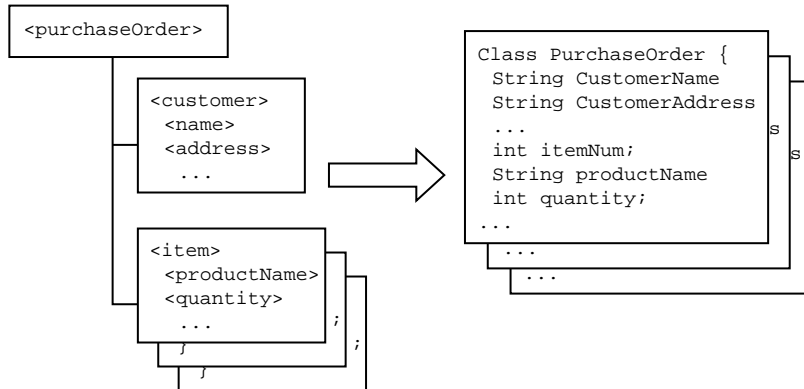 <purchaseOrder>
<customer>
<name>
<address>
...
<item>
<productName>
<quantity>
...
;
}
;
}
Class PurchaseOrder {
String CustomerName
String CustomerAddress
...
int itemNum;
String productName
int quantity;
...
s
...
s
...